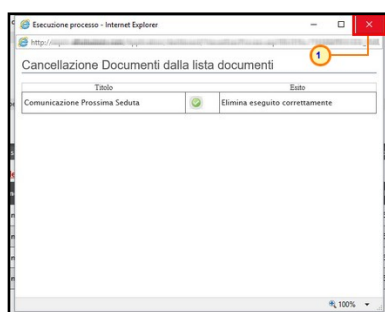 Esecuzione processo - Internet Explorer
http://
1
Cancellazione Documenti dalla lista documenti
Titolo Esito
Comunicazione Prossima Seduta Elimina eseguito correttamente
100%